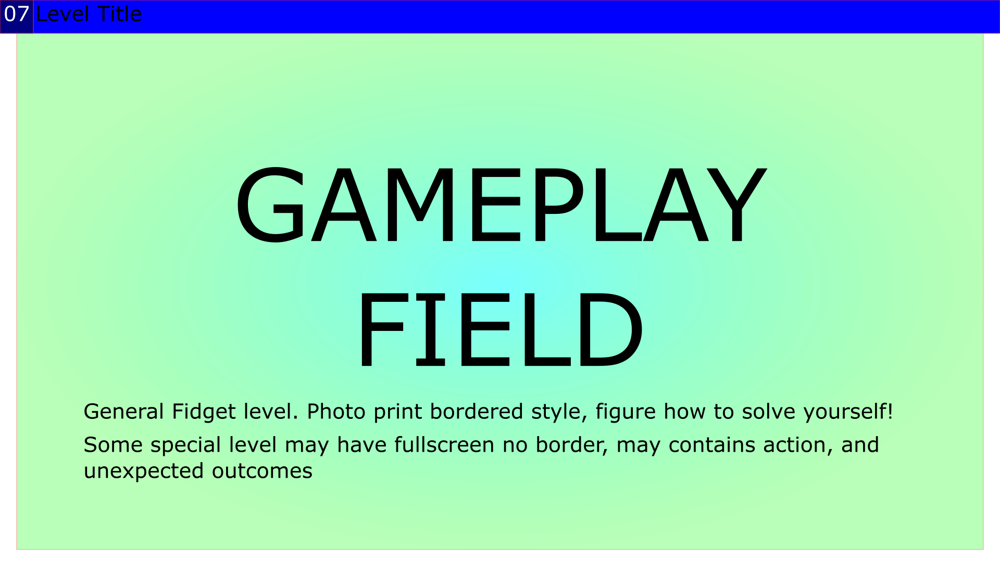 07 Level Title
GAMEPLAY
FIELD
General Fidget level. Photo print bordered style, figure how to solve yourself!
Some special level may have fullscreen no border, may contains action, and
unexpected outcomes